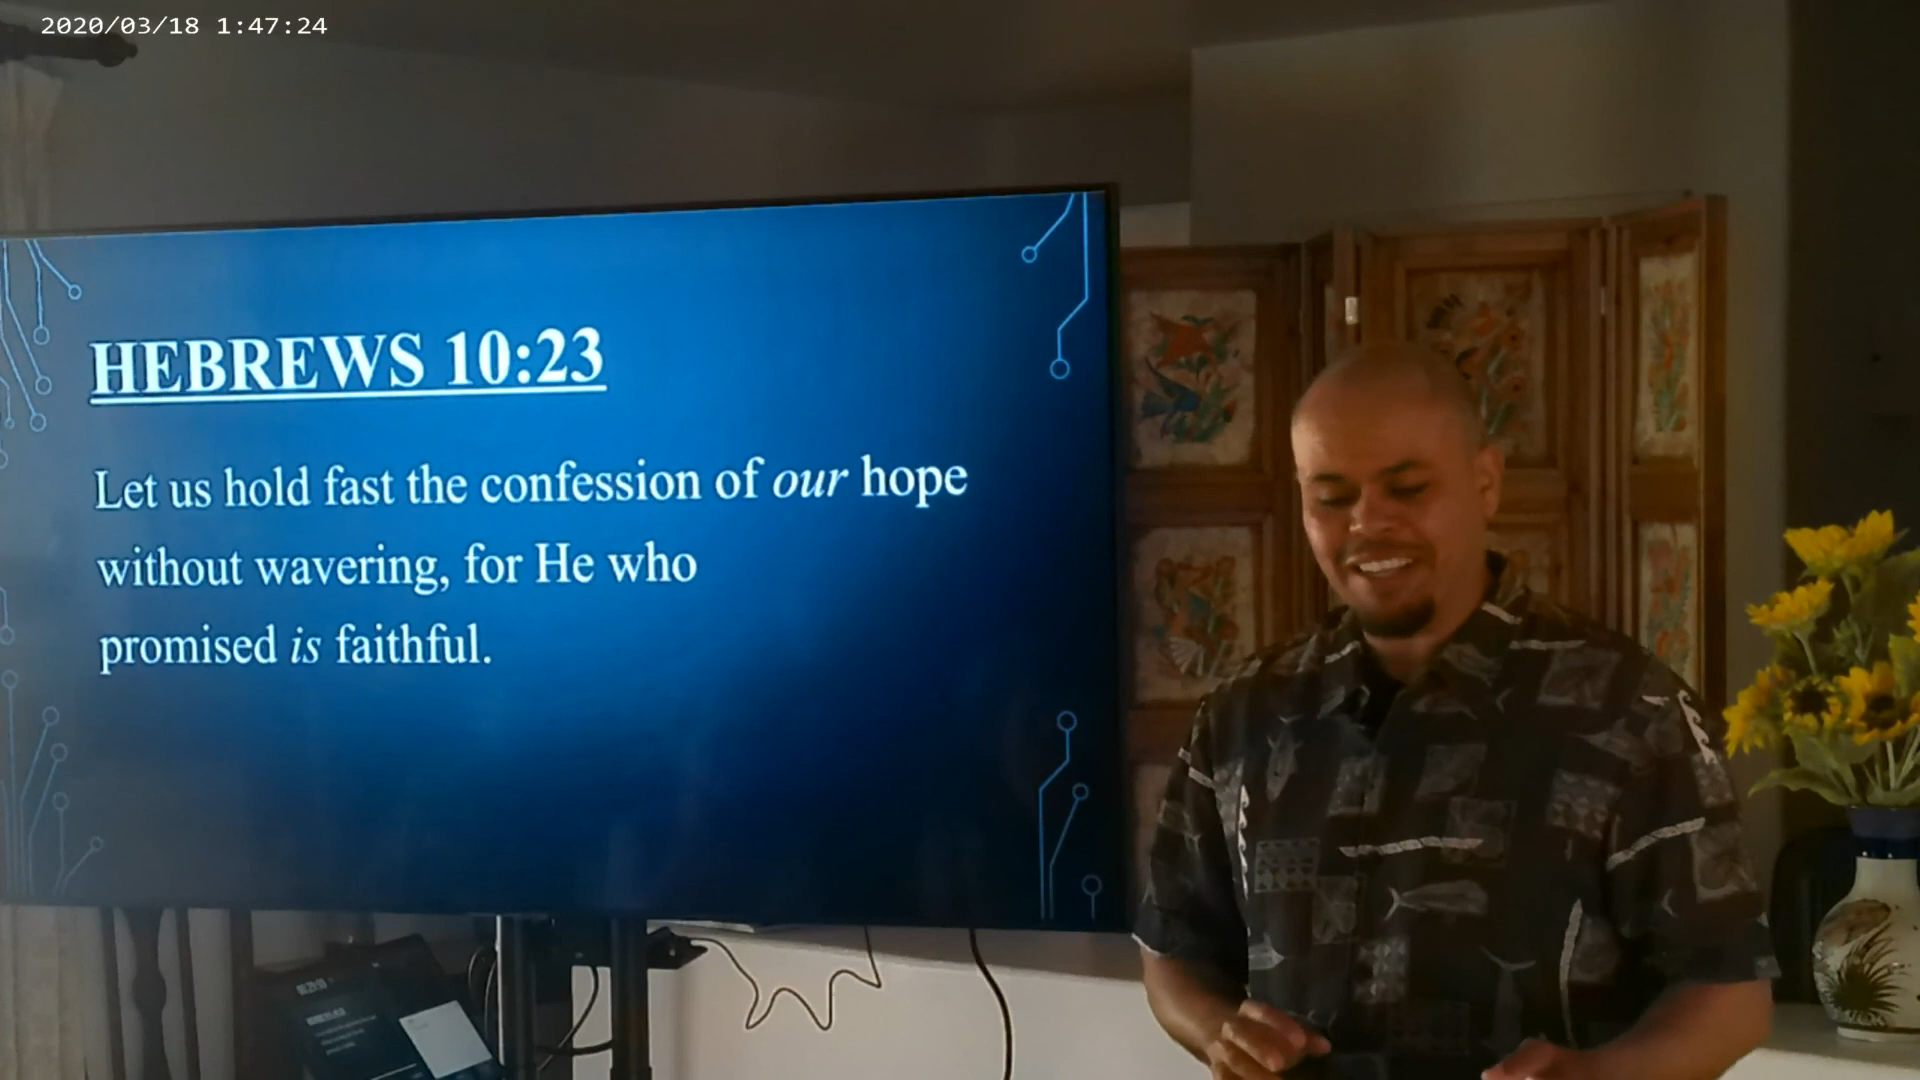 2020/03/18 1:47:24
HEBREWS 10:23
Let us hold fast the confession of our hope
without wavering, for He who
promised is faithful.